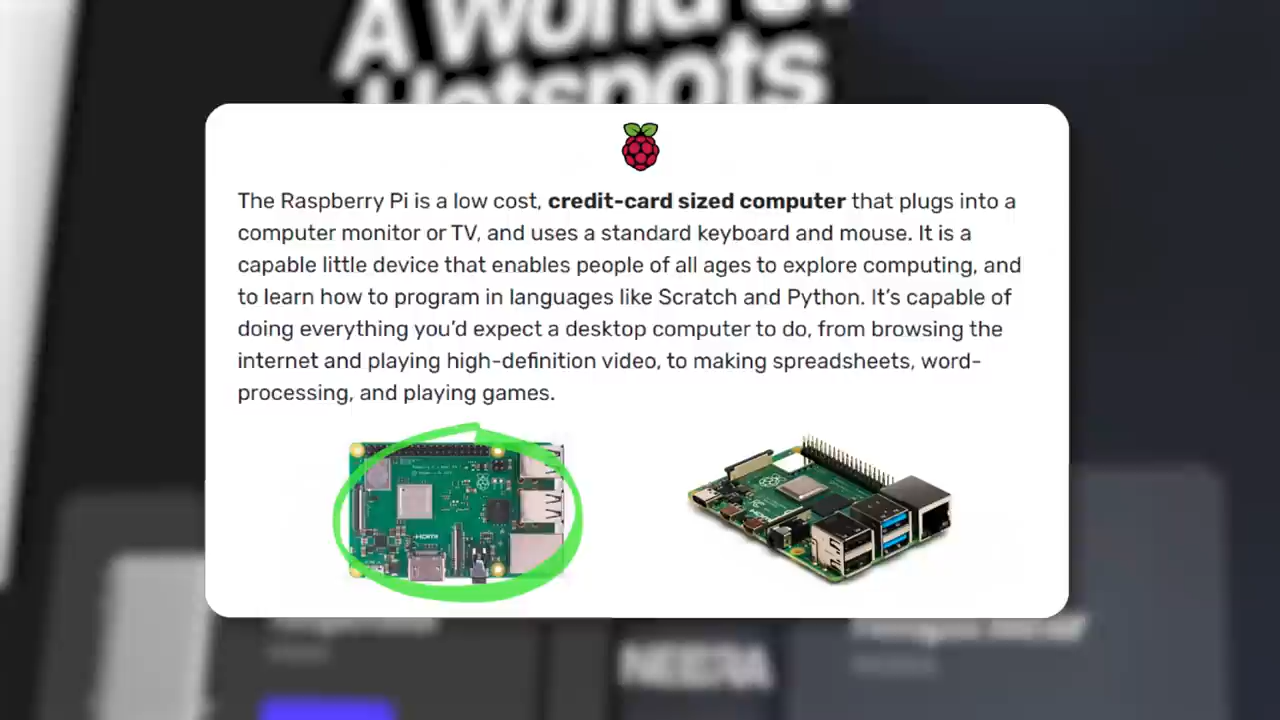 A World of
Hotspots
The Raspberry Pi is a low cost, credit-card sized computer that plugs into a
computer monitor or TV, and uses a standard keyboard and mouse. It is a
capable little device that enables people of all ages to explore computing, and
to learn how to program in languages like Scratch and Python. It’s capable of
doing everything you’d expect a desktop computer to do, from browsing the
internet and playing high-definition video, to making spreadsheets, word-
processing, and playing games.
HDMI